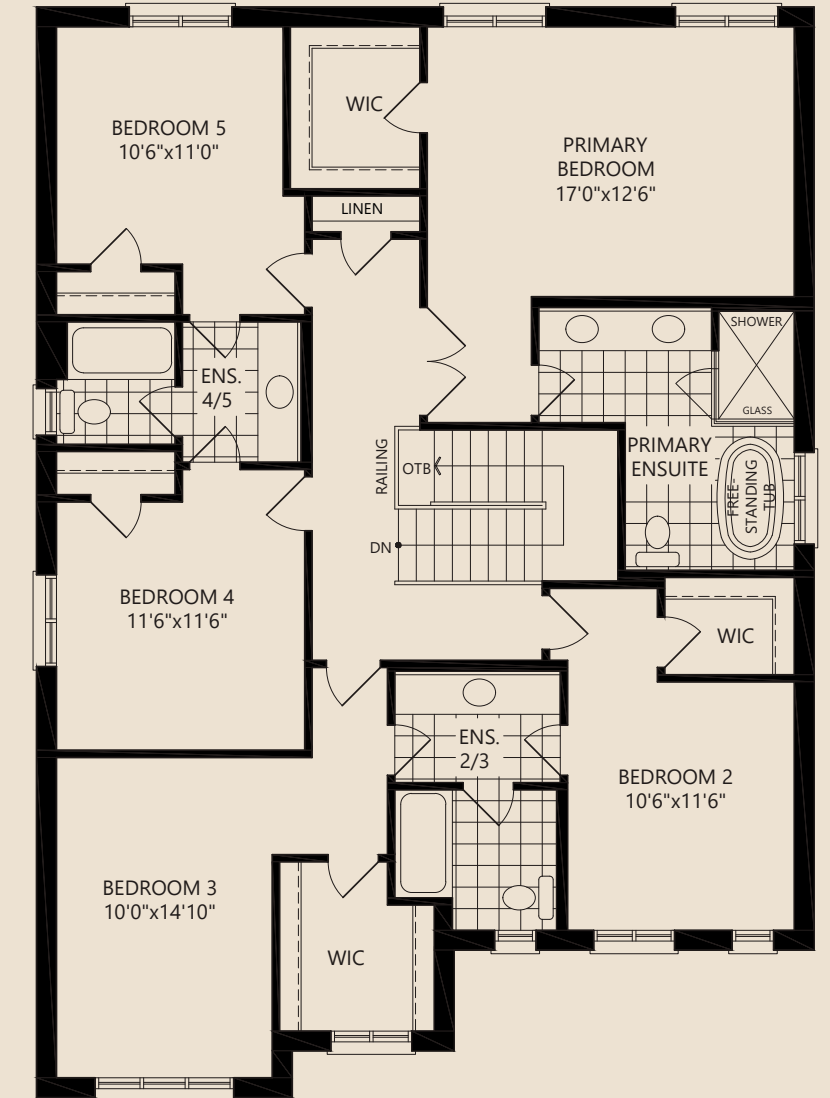 BEDROOM 5
10'6"x11'0"
WIC
PRIMARY
BEDROOM
17'0"x12'6"
LINEN
SHOWER
GLASS
ENS.
4/5
RAILING
OTB
PRIMARY
ENSUITE
FREE-
STANDING
TUB
DN
BEDROOM 4
11'6"x11'6"
WIC
ENS.
2/3
BEDROOM 2
10'6"x11'6"
BEDROOM 3
10'0"x14'10"
WIC